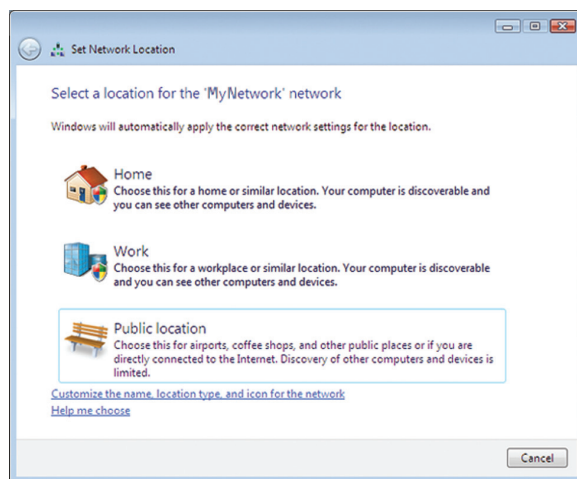 Set Network Location
Select a location for the 'MyNetwork' network
Windows will automatically apply the correct network settings for the location.
Home
Choose this for a home or similar location. Your computer is discoverable and
you can see other computers and devices.
Work
Choose this for a workplace or similar location. Your computer is discoverable
and you can see other computers and devices.
Public location
Choose this for airports, coffee shops, and other public places or if you are
directly connected to the Internet. Discovery of other computers and devices is
limited.
Customize the name, location type, and icon for the network
Help me choose
Cancel